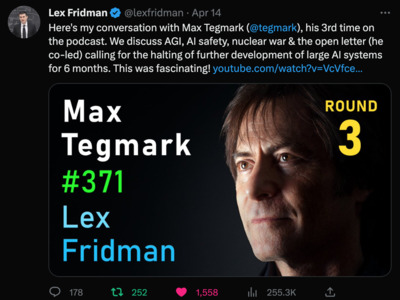 Lex Fridman @lexfridman · Apr 14
Here's my conversation with Max Tegmark (@tegmark), his 3rd time on
the podcast. We discuss AGI, AI safety, nuclear war & the open letter (he
co-led) calling for the halting of further development of large AI systems
for 6 months. This was fascinating! youtube.com/watch?v=VcVfce...
Max
Tegmark
#371
Lex
Fridman
ROUND
3
178 252 1,558 255.3K